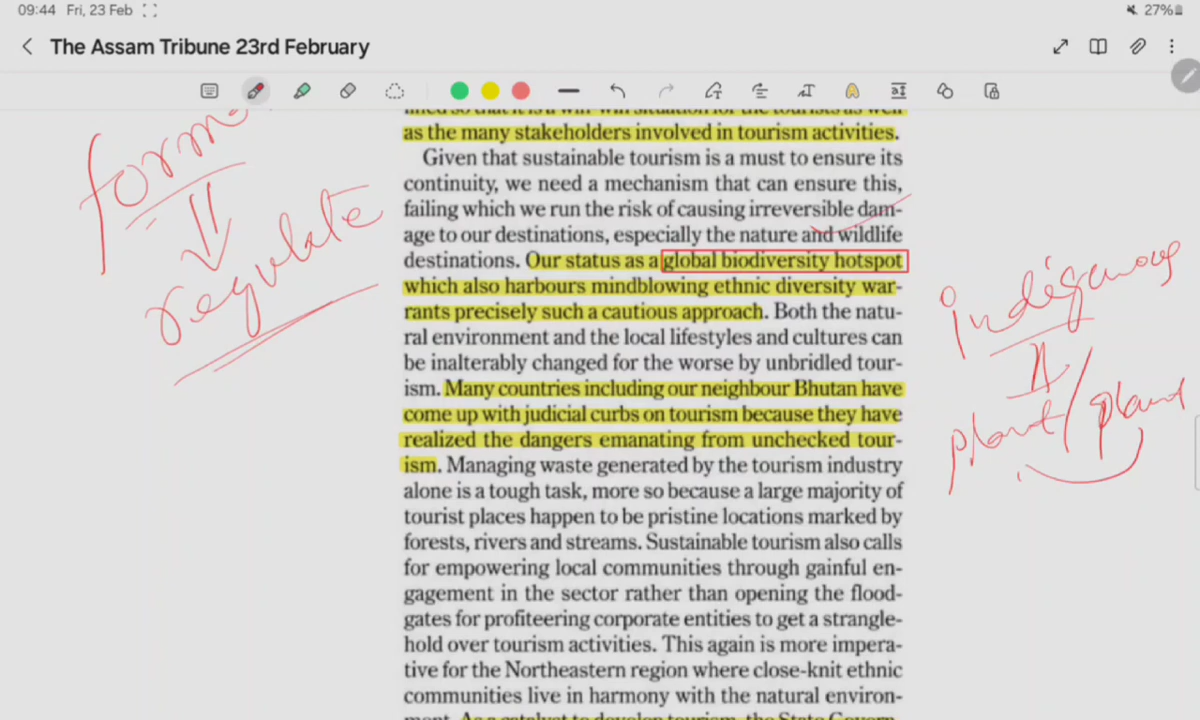 09:44 Fri, 23 Feb
27%
The Assam Tribune 23rd February
as the many stakeholders involved in tourism activities.
Given that sustainable tourism is a must to ensure its
continuity, we need a mechanism that can ensure this,
failing which we run the risk of causing irreversible dam-
age to our destinations, especially the nature and wildlife
destinations. Our status as a global biodiversity hotspot
which also harbours mindblowing ethnic diversity war-
rants precisely such a cautious approach. Both the natu-
ral environment and the local lifestyles and cultures can
be inalterably changed for the worse by unbridled tour-
ism. Many countries including our neighbour Bhutan have
come up with judicial curbs on tourism because they have
realized the dangers emanating from unchecked tour-
ism. Managing waste generated by the tourism industry
alone is a tough task, more so because a large majority of
tourist places happen to be pristine locations marked by
forests, rivers and streams. Sustainable tourism also calls
for empowering local communities through gainful en-
gagement in the sector rather than opening the flood-
gates for profiteering corporate entities to get a strangle-
hold over tourism activities. This again is more impera-
tive for the Northeastern region where close-knit ethnic
communities live in harmony with the natural environ-
ment. As a catalyst to develop tourism, the State Govern-
regulate
indigenous
plant/plant